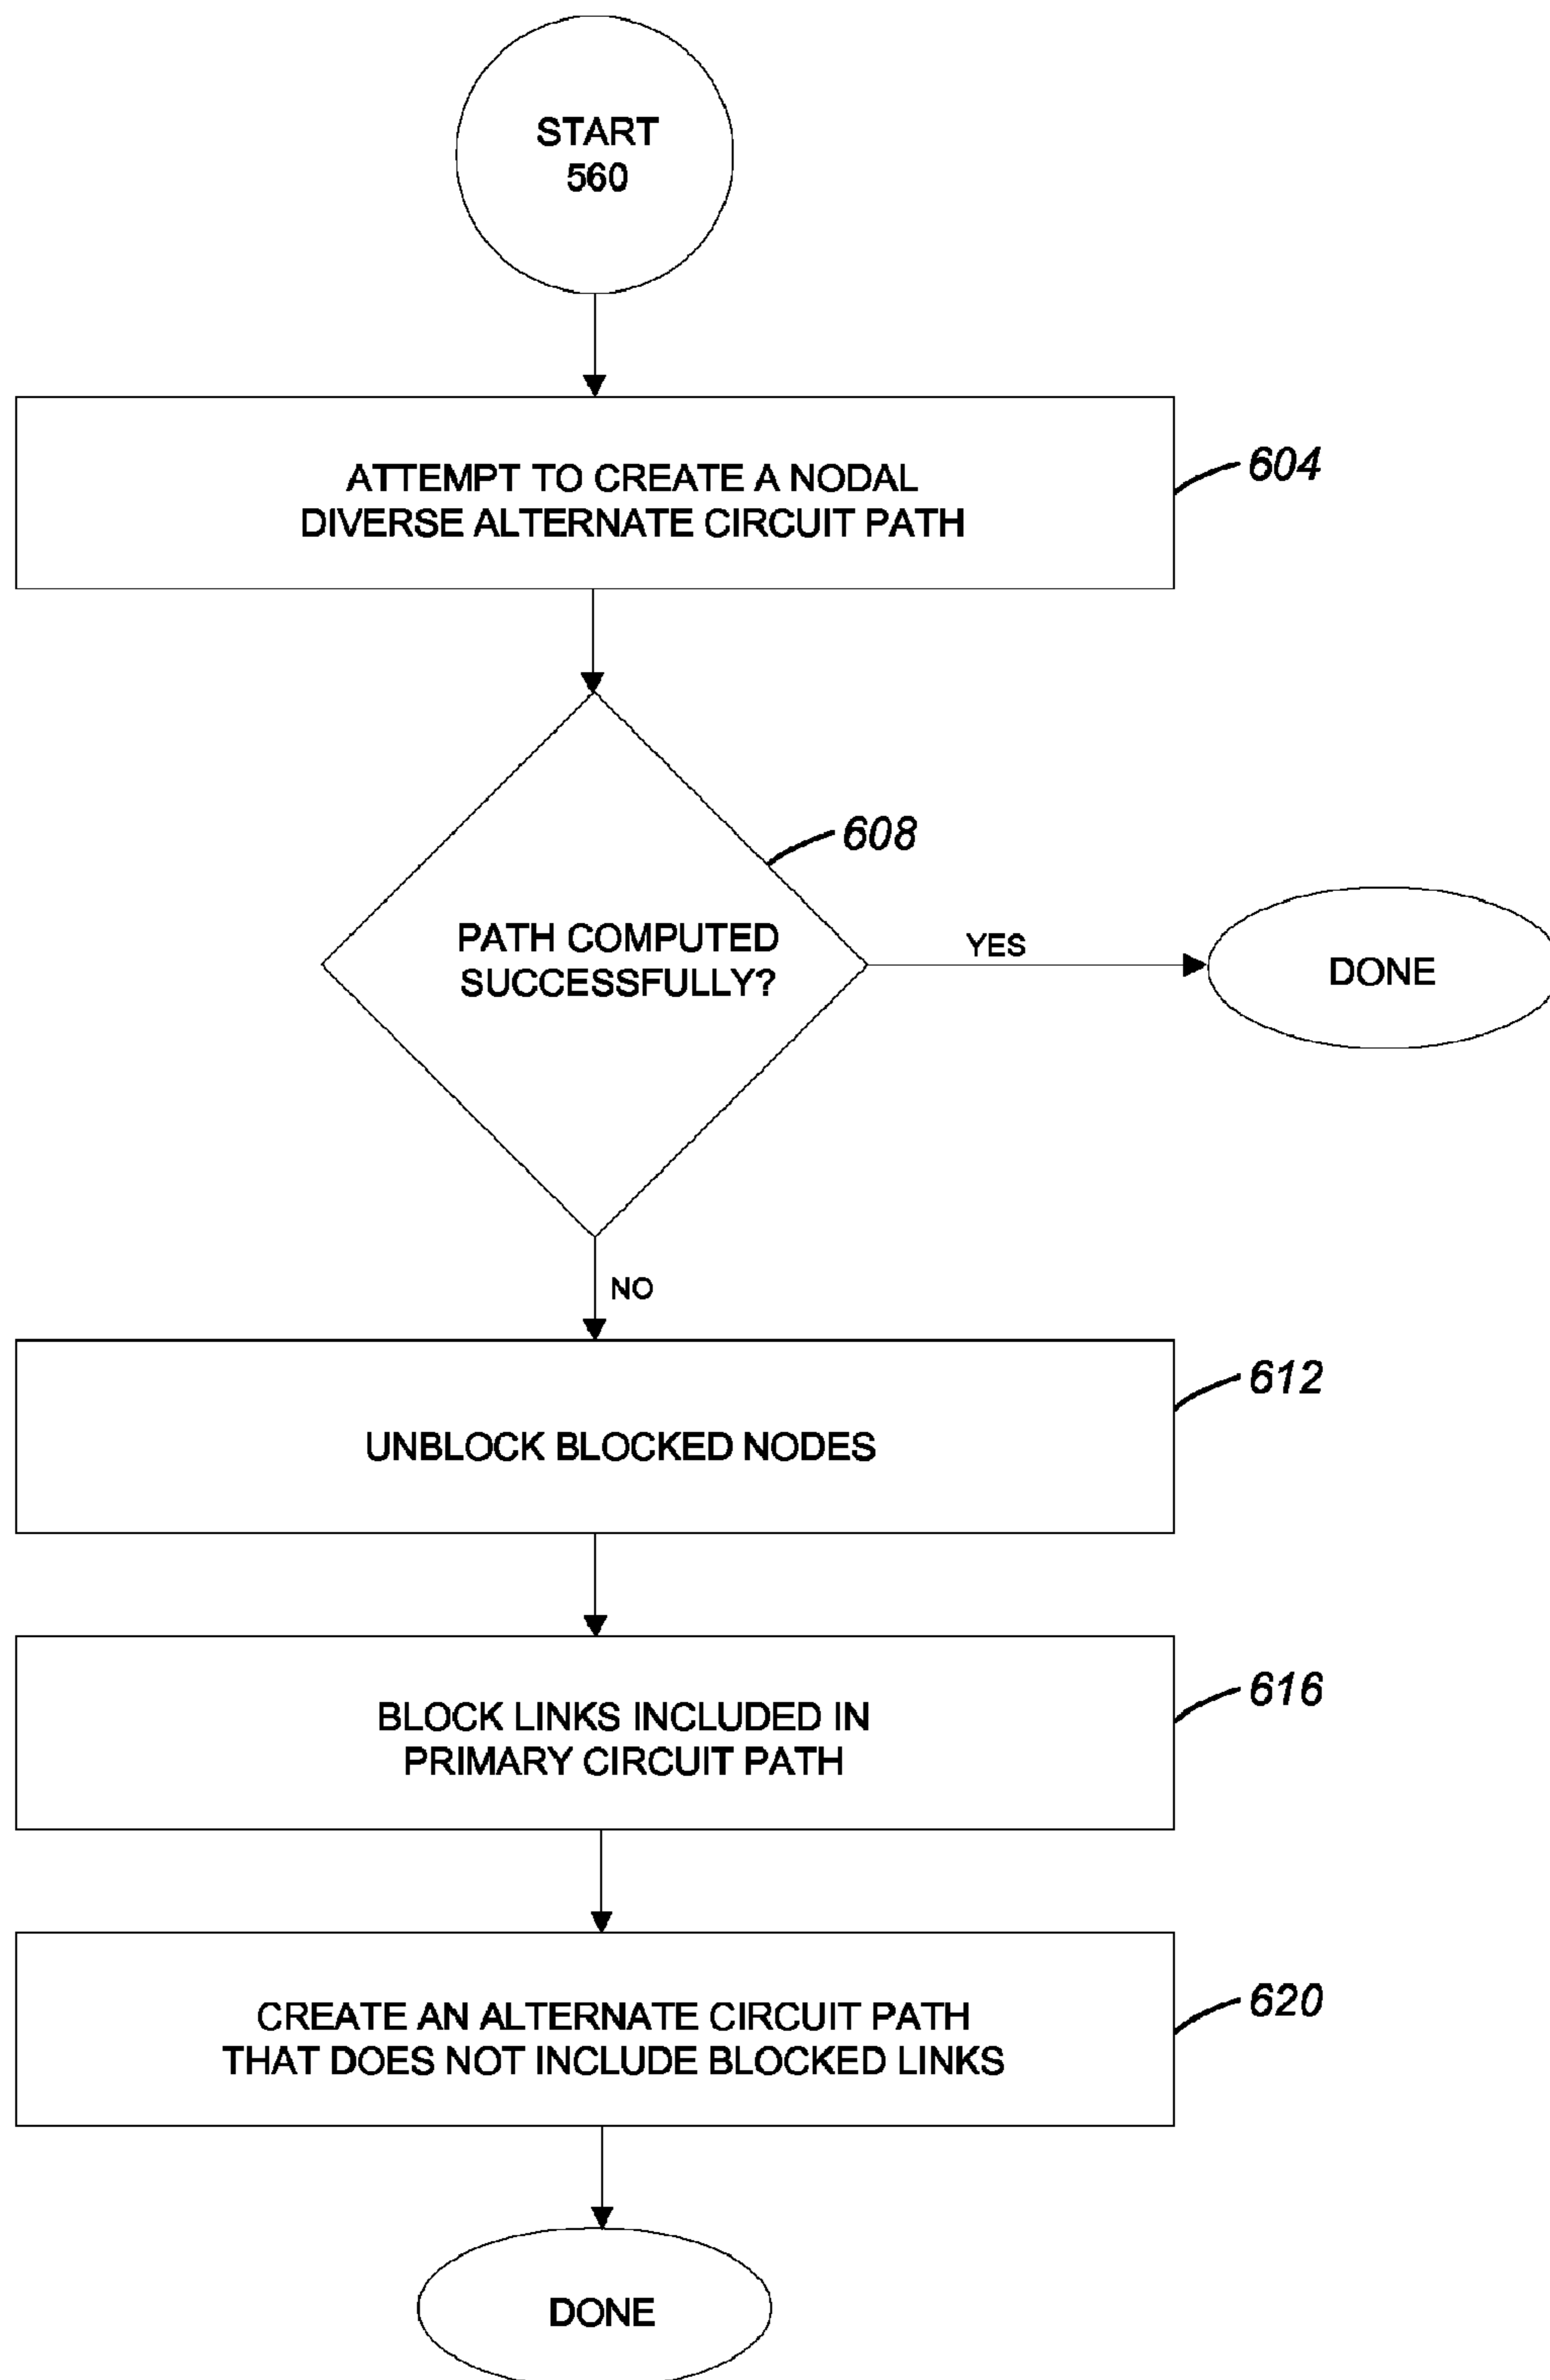 START
560
ATTEMPT TO CREATE A NODAL
DIVERSE ALTERNATE CIRCUIT PATH
604
608
PATH COMPUTED
SUCCESSFULLY?
YES
DONE
NO
612
UNBLOCK BLOCKED NODES
616
BLOCK LINKS INCLUDED IN
PRIMARY CIRCUIT PATH
620
CREATE AN ALTERNATE CIRCUIT PATH
THAT DOES NOT INCLUDE BLOCKED LINKS
DONE